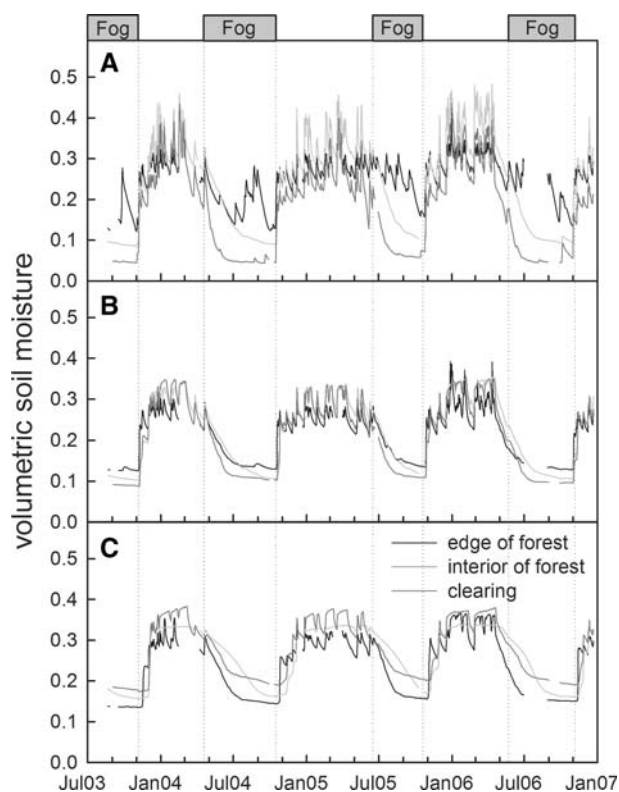 Fog Fog Fog Fog
A
0.5
0.4
0.3
0.2
0.1
0.0
B
0.5
0.4
0.3
0.2
0.1
0.0
volumetric soil moisture
C
edge of forest
interior of forest
clearing
0.5
0.4
0.3
0.2
0.1
0.0
Jul03 Jan04 Jul04 Jan05 Jul05 Jan06 Jul06 Jan07